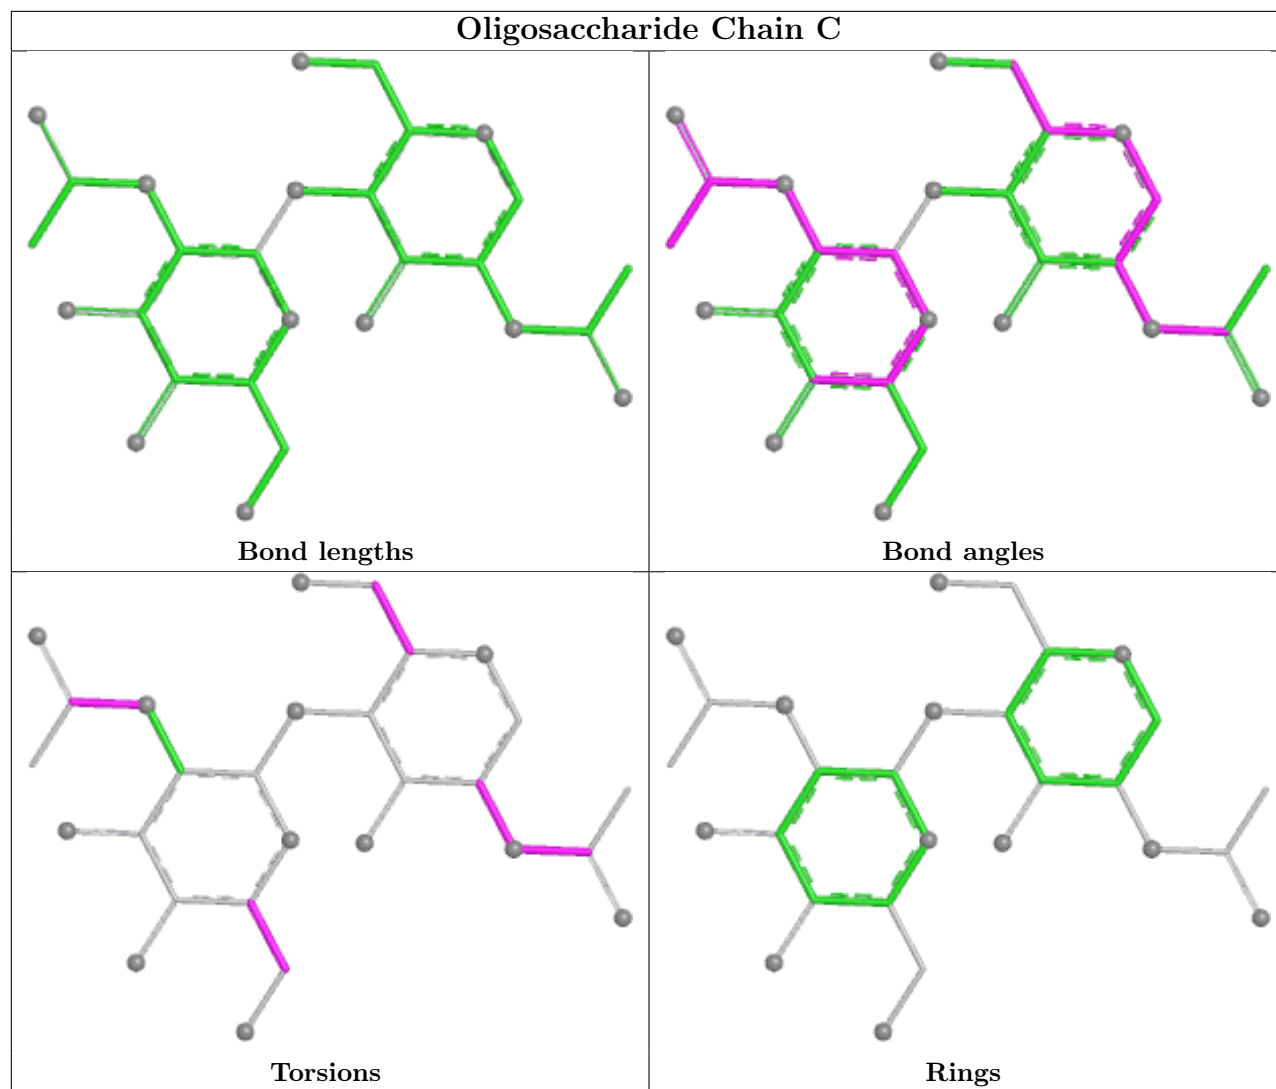 Oligosaccharide Chain C
Bond lengths
Bond angles
Torsions
Rings